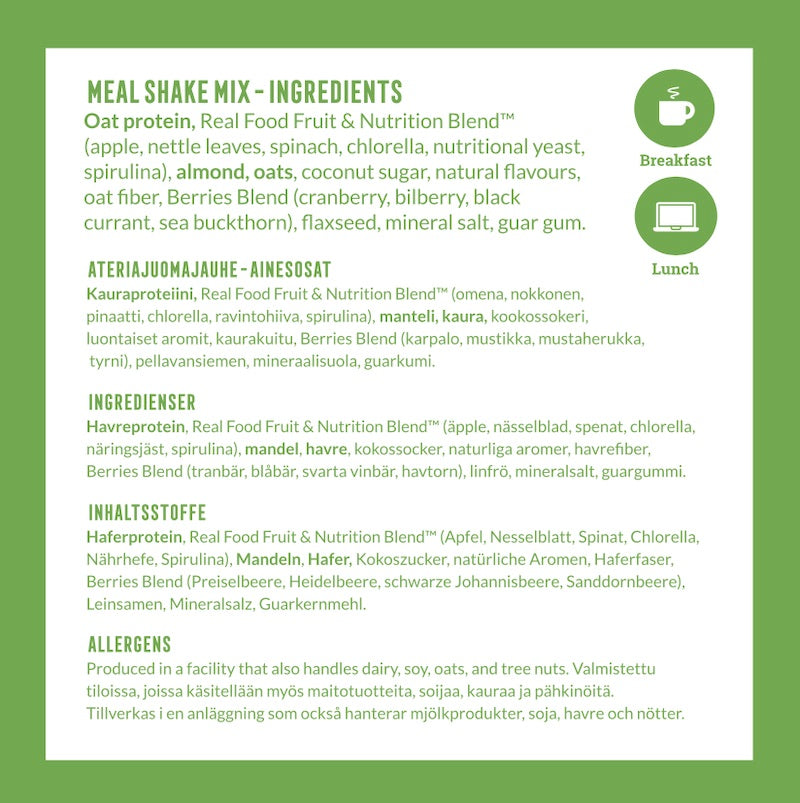 MEAL SHAKE MIX - INGREDIENTS
Oat protein, Real Food Fruit & Nutrition Blend™
(apple, nettle leaves, spinach, chlorella, nutritional yeast,
spirulina), almond, oats, coconut sugar, natural flavours,
oat fiber, Berries Blend (cranberry, bilberry, black
currant, sea buckthorn), flaxseed, mineral salt, guar gum.
Breakfast
Lunch
ATERIAJUOMAJAUHE - AINESOSAT
Kauraproteiini, Real Food Fruit & Nutrition Blend™ (omena, nokkonen,
pinaatti, chlorella, ravintohiiva, spirulina), manteli, kaura, kookossokeri,
luontaiset aromit, kaurakuitu, Berries Blend (karpalo, mustikka, mustaherukka,
tyrni), pellavansiemen, mineraalisuola, guarkumi.
INGREDIENSER
Havreprotein, Real Food Fruit & Nutrition Blend™ (äpple, nässelblad, spenat, chlorella,
näringsjäst, spirulina), mandel, havre, kokossocker, naturliga aromer, havrefiber,
Berries Blend (tranbär, blåbär, svarta vinbär, havtorn), linfrö, mineralsalt, guargummi.
INHALTSSTOFFE
Haferprotein, Real Food Fruit & Nutrition Blend™ (Apfel, Nesselblatt, Spinat, Chlorella,
Nährhefe, Spirulina), Mandeln, Hafer, Kokoszucker, natürliche Aromen, Haferfaser,
Berries Blend (Preiselbeere, Heidelbeere, schwarze Johannisbeere, Sanddornbeere),
Leinsamen, Mineralsalz, Guarkernmehl.
ALLERGENS
Produced in a facility that also handles dairy, soy, oats, and tree nuts. Valmistettu
tiloissa, joissa käsitellään myös maitotuotteita, soijaa, kauraa ja pähkinöitä.
Tillverkas i en anläggning som också hanterar mjölkprodukter, soja, havre och nötter.